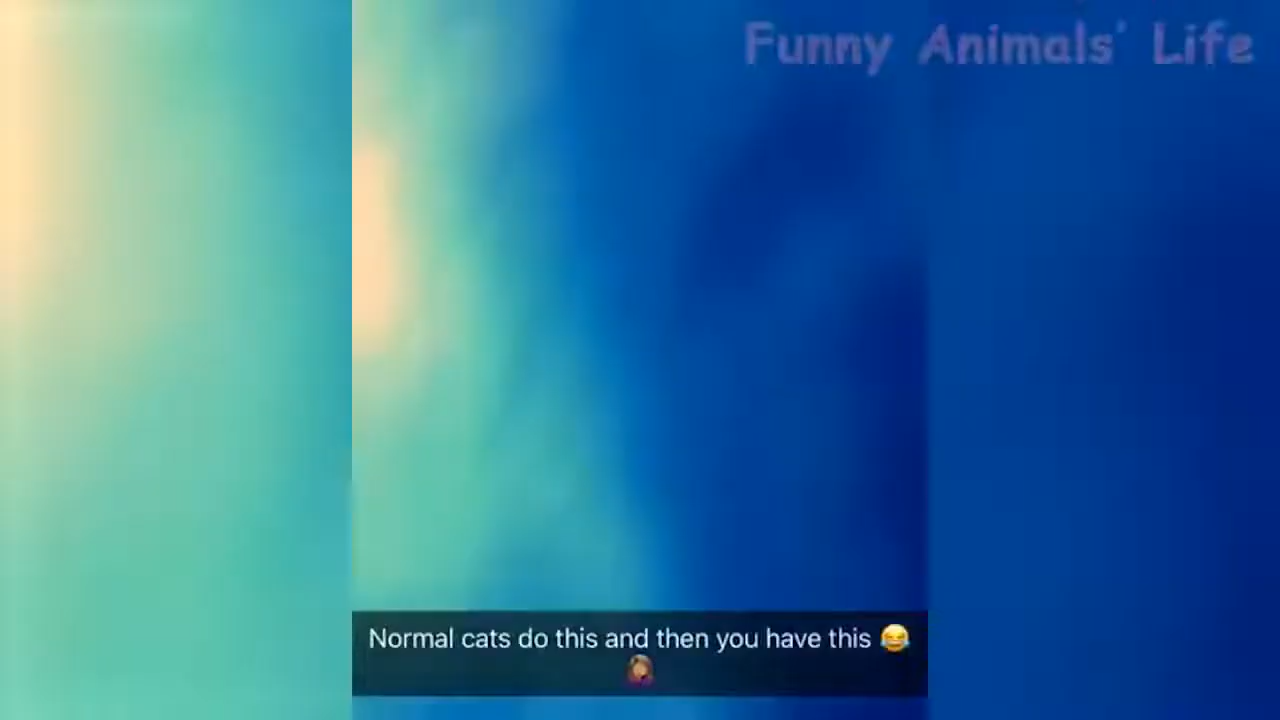 Funny Animals' Life
Normal cats do this and then you have this 😂
🤦🏽‍♀️